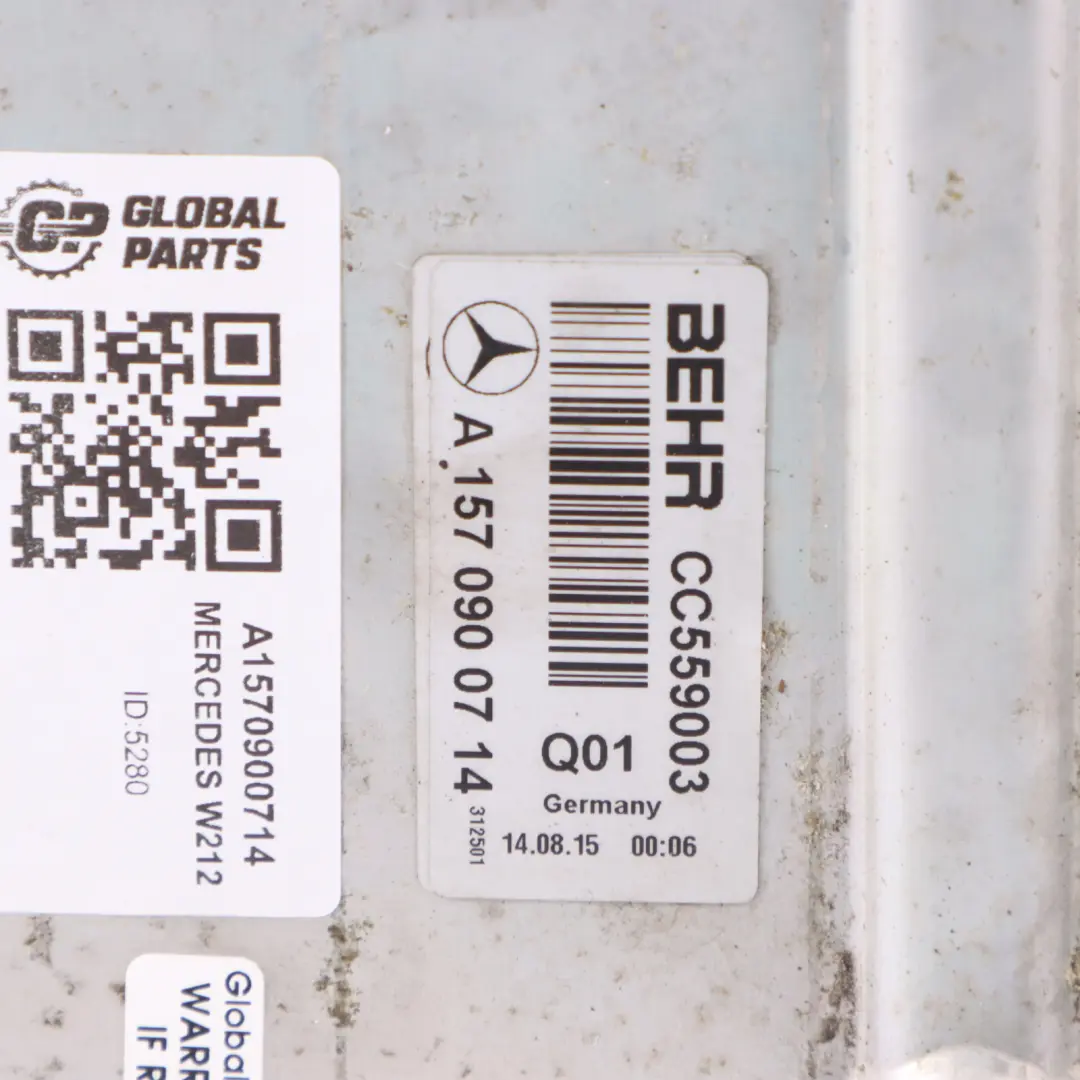 GP GLOBAL
PARTS
A1570900714
MERCEDES W212
ID:5280
BEHR CC559003
A 157 090 07 14
312501
Q01
Germany
14.08.15 00:06
Global
WARR
IF R